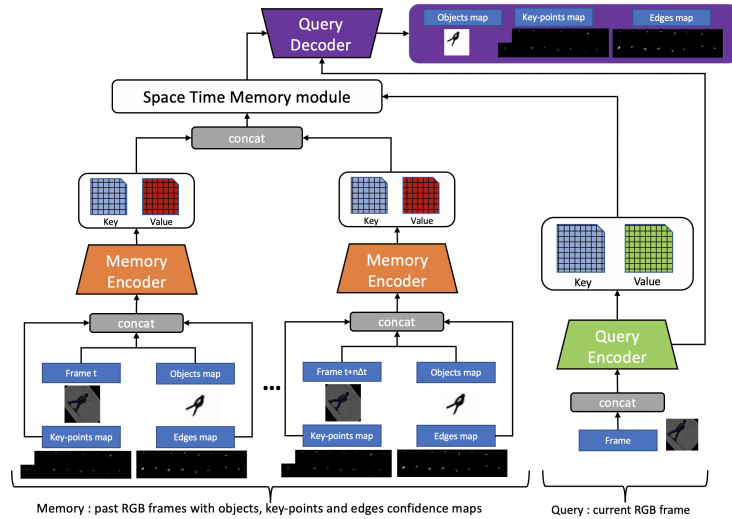 Query
Decoder
Objects map
Key-points map
Edges map
Space Time Memory module
concat
Key
Value
Key
Value
Key
Value
Memory
Encoder
Memory
Encoder
Query
Encoder
concat
concat
concat
Frame t
Objects map
...
Frame t+nΔt
Objects map
Key-points map
Edges map
Key-points map
Edges map
Frame
Memory : past RGB frames with objects, key-points and edges confidence maps
Query : current RGB frame